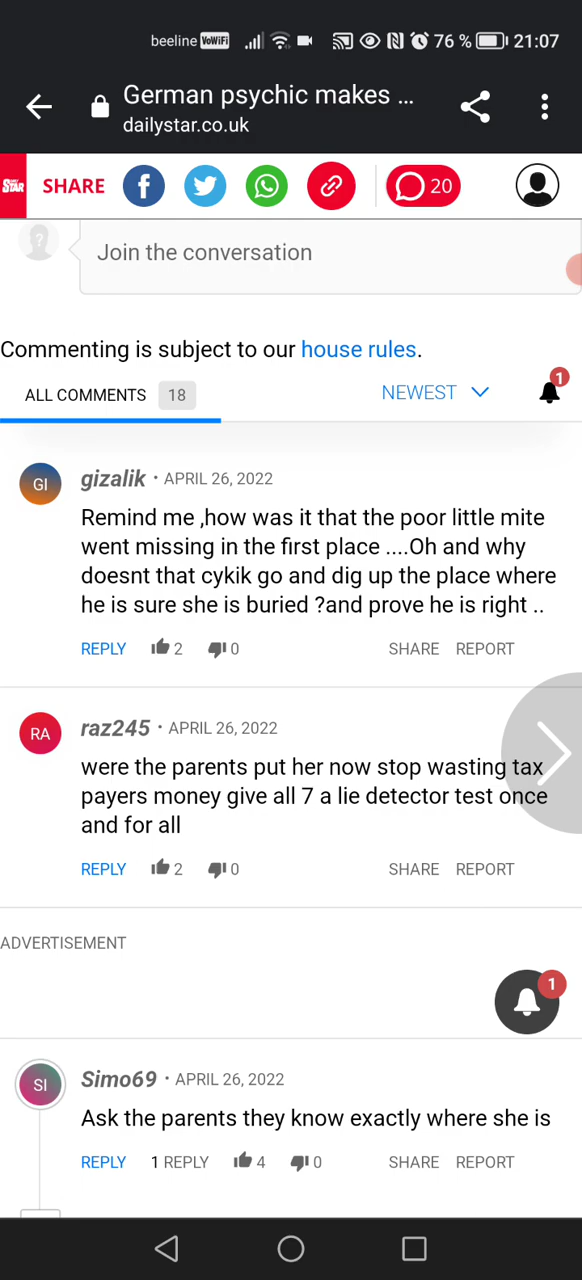 beeline VoWiFi 76 % 21:07
German psychic makes ...
dailystar.co.uk
STAR SHARE 20
?
Join the conversation
Commenting is subject to our house rules.
ALL COMMENTS 18 NEWEST 1
GI gizalik · APRIL 26, 2022
Remind me ,how was it that the poor little mite
went missing in the first place ....Oh and why
doesnt that cykik go and dig up the place where
he is sure she is buried ?and prove he is right ..
REPLY 2 0 SHARE REPORT
RA raz245 · APRIL 26, 2022
were the parents put her now stop wasting tax
payers money give all 7 a lie detector test once
and for all
REPLY 2 0 SHARE REPORT
ADVERTISEMENT
1
SI Simo69 · APRIL 26, 2022
Ask the parents they know exactly where she is
REPLY 1 REPLY 4 0 SHARE REPORT